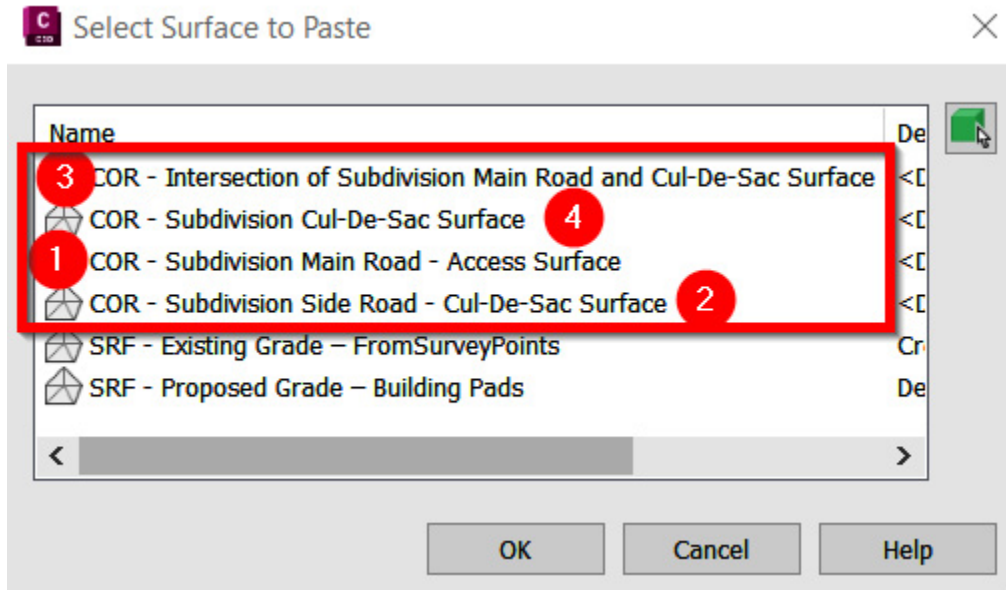 C
C3D
Select Surface to Paste
Name De
3 COR - Intersection of Subdivision Main Road and Cul-De-Sac Surface <D
COR - Subdivision Cul-De-Sac Surface 4 <D
1 COR - Subdivision Main Road - Access Surface <D
COR - Subdivision Side Road - Cul-De-Sac Surface 2 <D
SRF - Existing Grade – FromSurveyPoints Cr
SRF - Proposed Grade – Building Pads De
OK Cancel Help